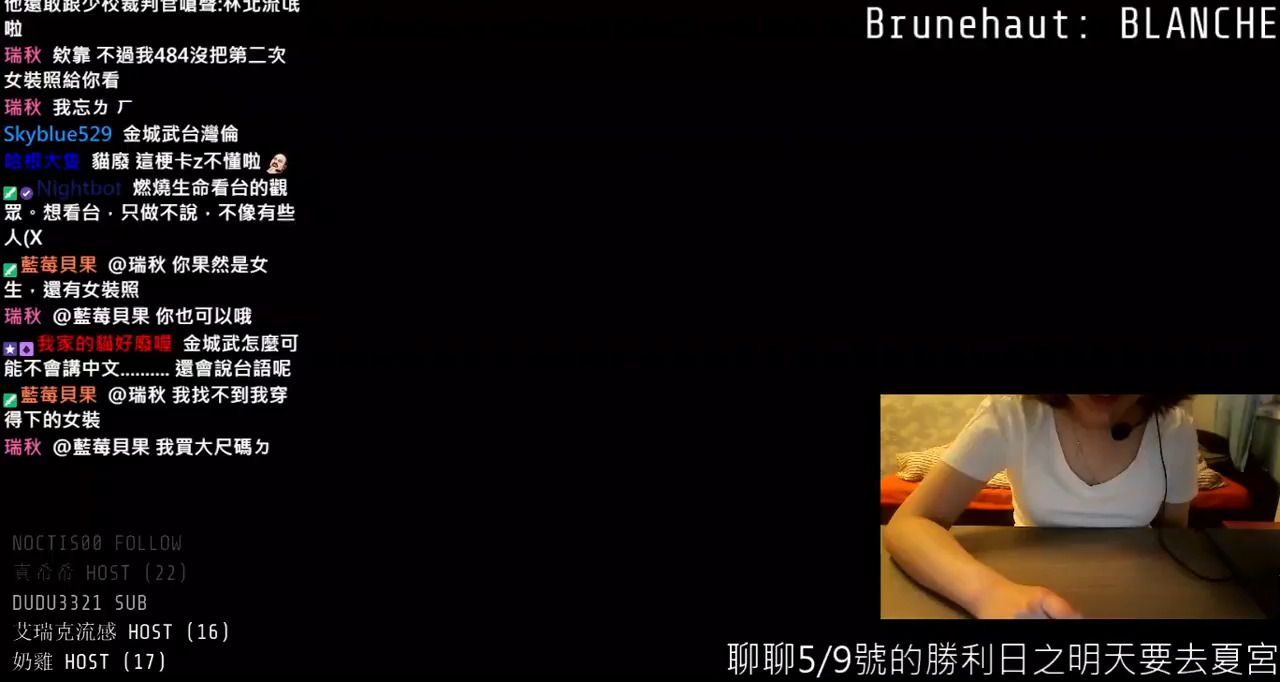 他還敢跟少校裁判官嗆聲:林北流氓
啦
瑞秋 欸靠 不過我484沒把第二次
女裝照給你看
瑞秋 我忘ㄌ ㄏ
Skyblue529 金城武台灣倫
哈根大隻 貓廢 這梗卡z不懂啦
Nightbot 燃燒生命看台的觀
眾。想看台，只做不說，不像有些
人(X
藍莓貝果 @瑞秋 你果然是女
生，還有女裝照
瑞秋 @藍莓貝果 你也可以哦
我家的貓好廢喔 金城武怎麼可
能不會講中文.......... 還會說台語呢
藍莓貝果 @瑞秋 我找不到我穿
得下的女裝
瑞秋 @藍莓貝果 我買大尺碼ㄉ
NOCTIS00 FOLLOW
真希希 HOST (22)
DUDU3321 SUB
艾瑞克流感 HOST (16)
奶雞 HOST (17)
Brunehaut: BLANCHE
聊聊5/9號的勝利日之明天要去夏宮